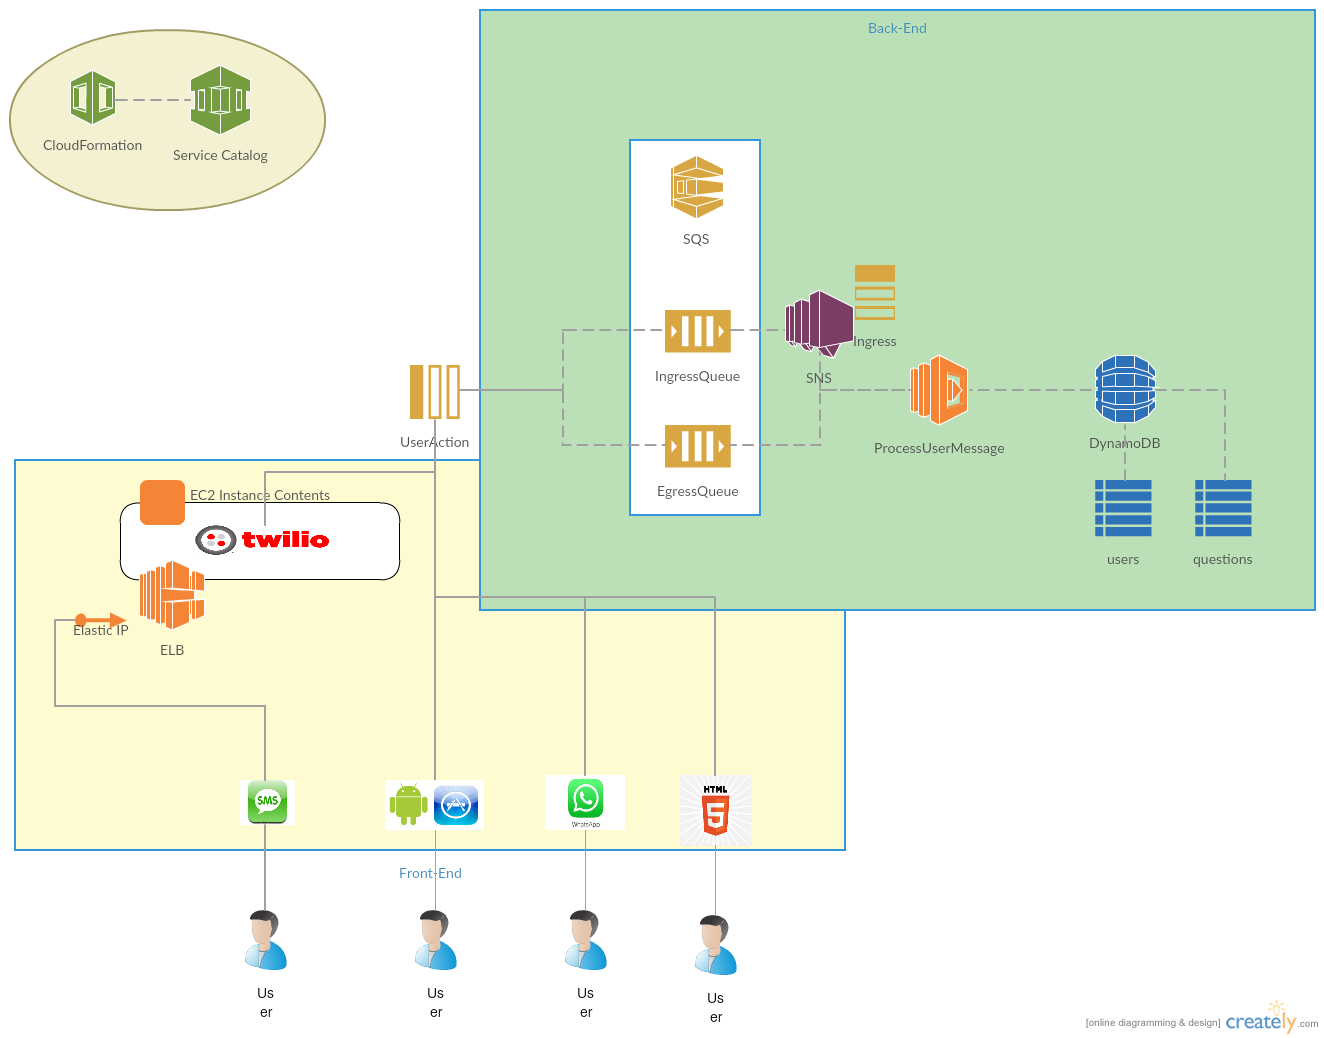 Back-End
CloudFormation
Service Catalog
SQS
IngressQueue
Ingress
SNS
UserAction
EgressQueue
ProcessUserMessage
DynamoDB
users
questions
EC2 Instance Contents
twilio
Elastic IP
ELB
SMS
WhatsApp
HTML
5
Front-End
Us
er
Us
er
Us
er
Us
er
[online diagramming & design] creately.com